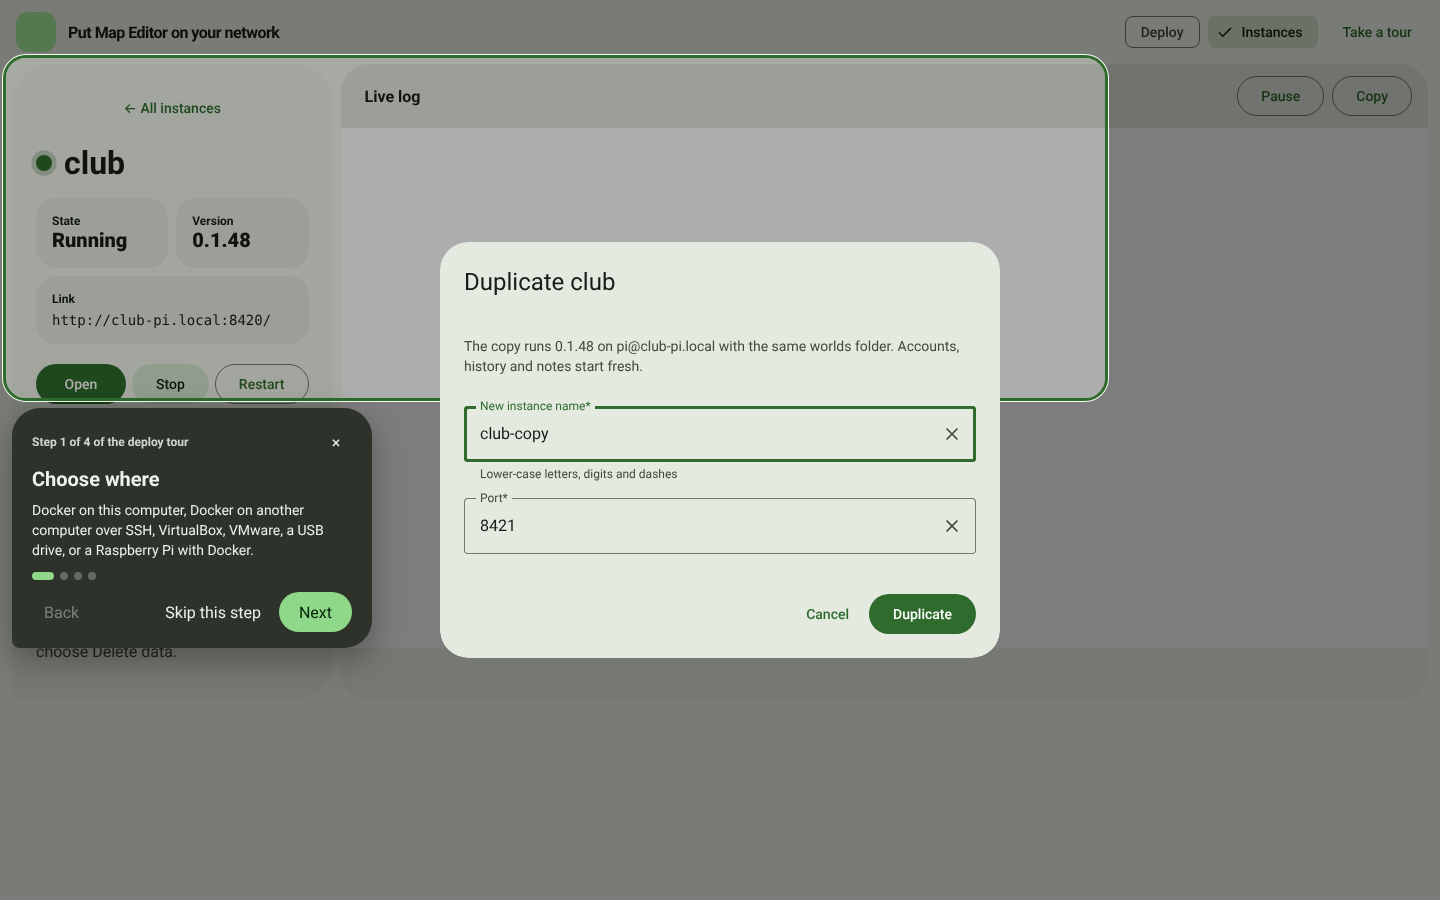 Put Map Editor on your network
Deploy
Instances
Take a tour
← All instances
club
State
Running
Version
0.1.48
Link
http://club-pi.local:8420/
Open
Stop
Restart
Live log
Pause
Copy
Step 1 of 4 of the deploy tour
×
Choose where
Docker on this computer, Docker on another
computer over SSH, VirtualBox, VMware, a USB
drive, or a Raspberry Pi with Docker.
Back
Skip this step
Next
choose Delete data.
Duplicate club
The copy runs 0.1.48 on pi@club-pi.local with the same worlds folder. Accounts,
history and notes start fresh.
New instance name*
club-copy
Lower-case letters, digits and dashes
Port*
8421
Cancel
Duplicate